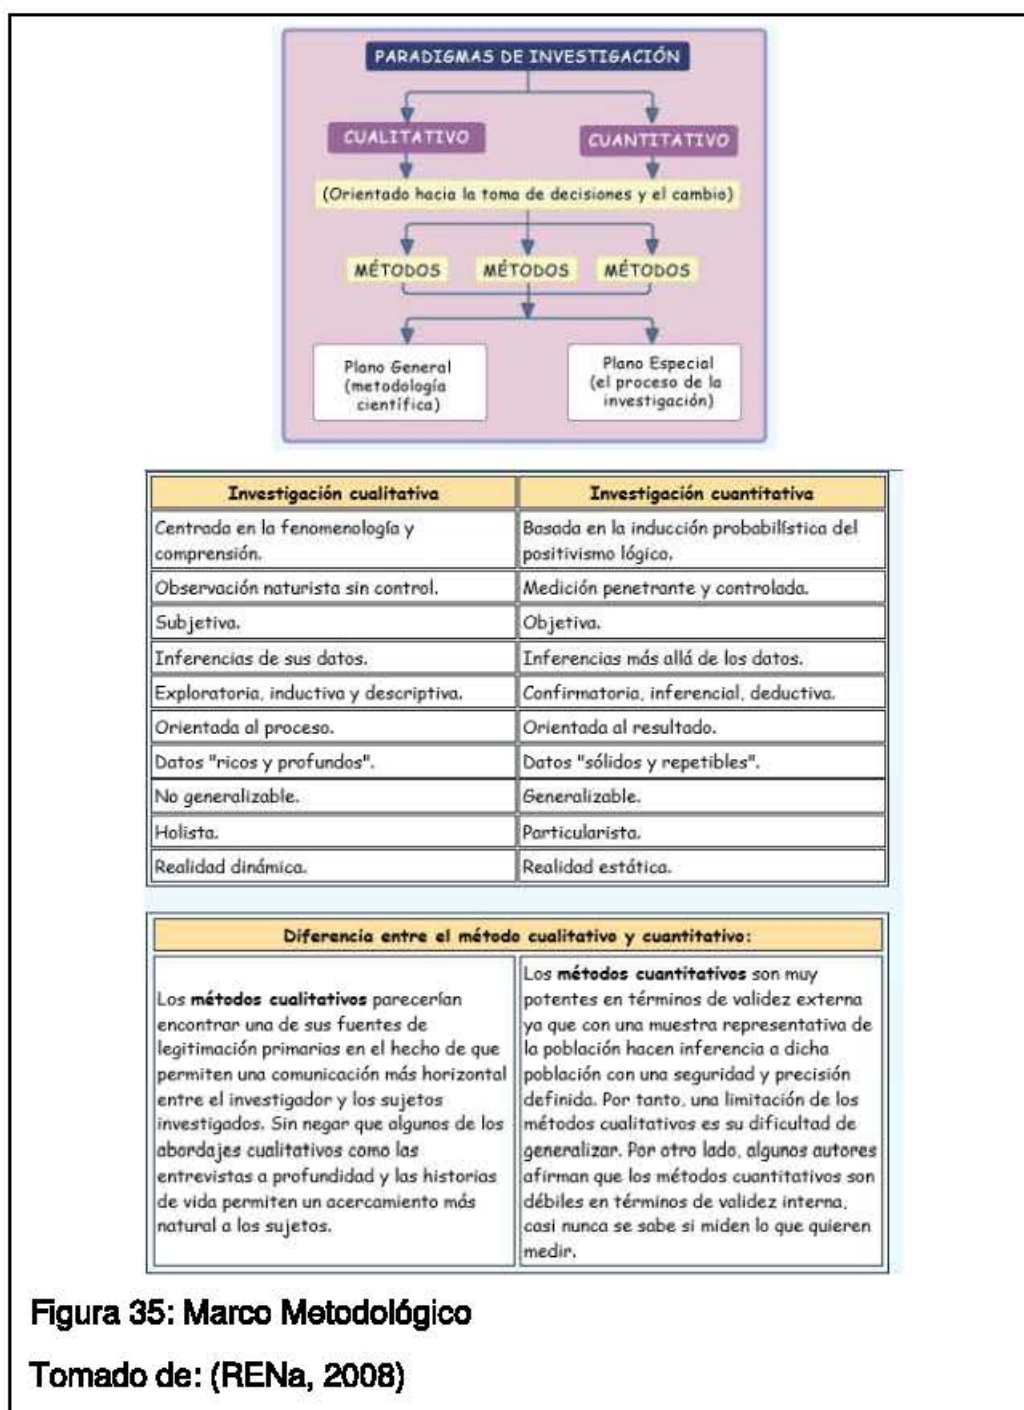 PARADIGMAS DE INVESTIGACIÓN
CUALITATIVO
CUANTITATIVO
(Orientado hacia la toma de decisiones y el cambio)
MÉTODOS MÉTODOS MÉTODOS
Plano General
(metodología
científica)
Plano Especial
(el proceso de la
investigación)
Investigación cualitativa
Investigación cuantitativa
Centrada en la fenomenología y
comprensión.
Basada en la inducción probabilística del
positivismo lógico.
Observación naturista sin control.
Medición penetrante y controlada.
Subjetiva.
Objetiva.
Inferencias de sus datos.
Inferencias más allá de los datos.
Exploratoria, inductiva y descriptiva.
Confirmatoria, inferencial, deductiva.
Orientada al proceso.
Orientada al resultado.
Datos "ricos y profundos".
Datos "sólidos y repetibles".
No generalizable.
Generalizable.
Holista.
Particularista.
Realidad dinámica.
Realidad estática.
Diferencia entre el método cualitativo y cuantitativo:
Los métodos cualitativos parecerían
encontrar una de sus fuentes de
legitimación primarias en el hecho de que
permiten una comunicación más horizontal
entre el investigador y los sujetos
investigados. Sin negar que algunos de los
abordajes cualitativos como las
entrevistas a profundidad y las historias
de vida permiten un acercamiento más
natural a los sujetos.
Los métodos cuantitativos son muy
potentes en términos de validez externa
ya que con una muestra representativa de
la población hacen inferencia a dicha
población con una seguridad y precisión
definida. Por tanto, una limitación de los
métodos cualitativos es su dificultad de
generalizar. Por otro lado, algunos autores
afirman que los métodos cuantitativos son
débiles en términos de validez interna,
casi nunca se sabe si miden lo que quieren
medir.
Figura 35: Marco Metodológico
Tomado de: (RENa, 2008)